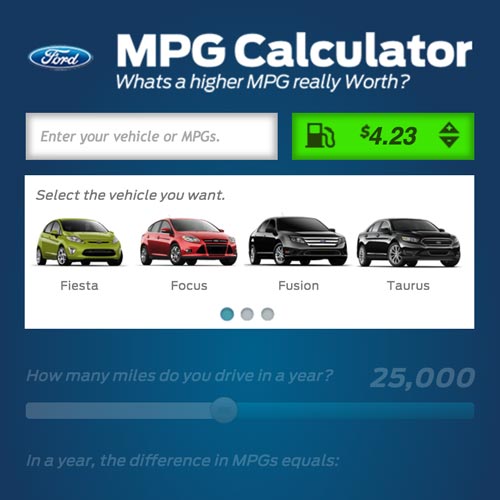 Ford
MPG Calculator
Whats a higher MPG really Worth?
Enter your vehicle or MPGs.
$4.23
Select the vehicle you want.
Fiesta
Focus
Fusion
Taurus
How many miles do you drive in a year?
25,000
In a year, the difference in MPGs equals: